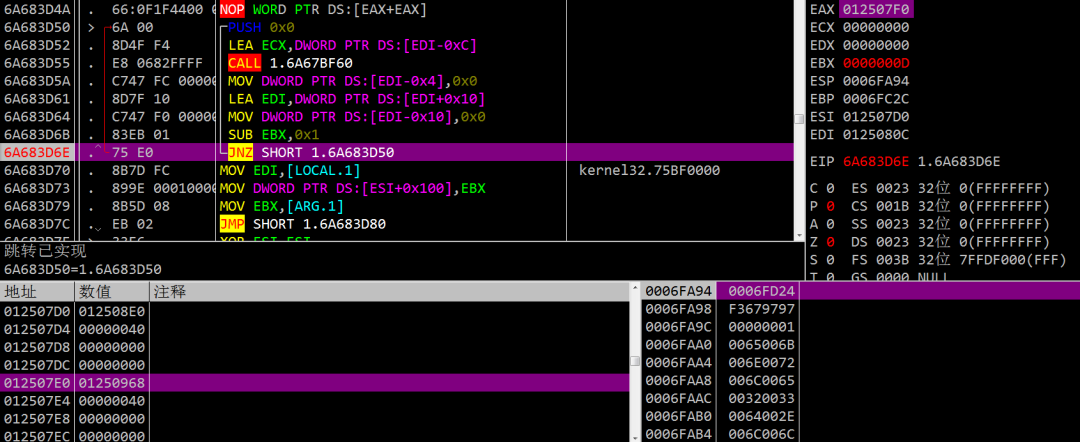 6A683D4A . 66:0F1F4400 0 NOP WORD PTR DS:[EAX+EAX]
6A683D50 > 6A 00 PUSH 0x0
6A683D52 . 8D4F F4 LEA ECX,DWORD PTR DS:[EDI-0xC]
6A683D55 . E8 0682FFFF CALL 1.6A67BF60
6A683D5A . C747 FC 00000 MOV DWORD PTR DS:[EDI-0x4],0x0
6A683D61 . 8D7F 10 LEA EDI,DWORD PTR DS:[EDI+0x10]
6A683D64 . C747 F0 00000 MOV DWORD PTR DS:[EDI-0x10],0x0
6A683D6B . 83EB 01 SUB EBX,0x1
6A683D6E .^ 75 E0 JNZ SHORT 1.6A683D50
6A683D70 . 8B7D FC MOV EDI,[LOCAL.1] kernel32.75BF0000
6A683D73 . 899E 00010000 MOV DWORD PTR DS:[ESI+0x100],EBX
6A683D79 . 8B5D 08 MOV EBX,[ARG.1]
6A683D7C . EB 02 JMP SHORT 1.6A683D80
跳转已实现
6A683D50=1.6A683D50
EAX 012507F0
ECX 00000000
EDX 00000000
EBX 0000000D
ESP 0006FA94
EBP 0006FC2C
ESI 012507D0
EDI 0125080C
EIP 6A683D6E 1.6A683D6E
C 0 ES 0023 32位 0(FFFFFFFF)
P 0 CS 001B 32位 0(FFFFFFFF)
A 0 SS 0023 32位 0(FFFFFFFF)
Z 0 DS 0023 32位 0(FFFFFFFF)
S 0 FS 003B 32位 7FFDF000(FFF)
T 0 GS 0000 NULL
地址 数值 注释
012507D0 012508E0
012507D4 00000040
012507D8 00000000
012507DC 00000000
012507E0 01250968
012507E4 00000040
012507E8 00000000
012507EC 00000000
0006FA94 0006FD24
0006FA98 F3679797
0006FA9C 00000001
0006FAA0 0065006B
0006FAA4 006E0072
0006FAA8 006C0065
0006FAAC 00320033
0006FAB0 0064002E
0006FAB4 006C006C